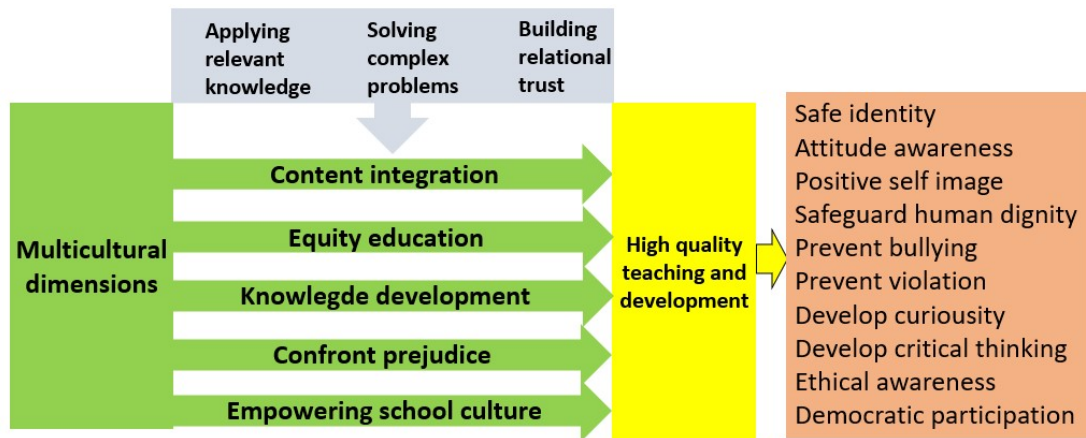 Applying
relevant
knowledge
Solving
complex
problems
Building
relational
trust
Multicultural
dimensions
Content integration
Equity education
Knowlegde development
Confront prejudice
Empowering school culture
High quality
teaching and
development
Safe identity
Attitude awareness
Positive self image
Safeguard human dignity
Prevent bullying
Prevent violation
Develop curiousity
Develop critical thinking
Ethical awareness
Democratic participation